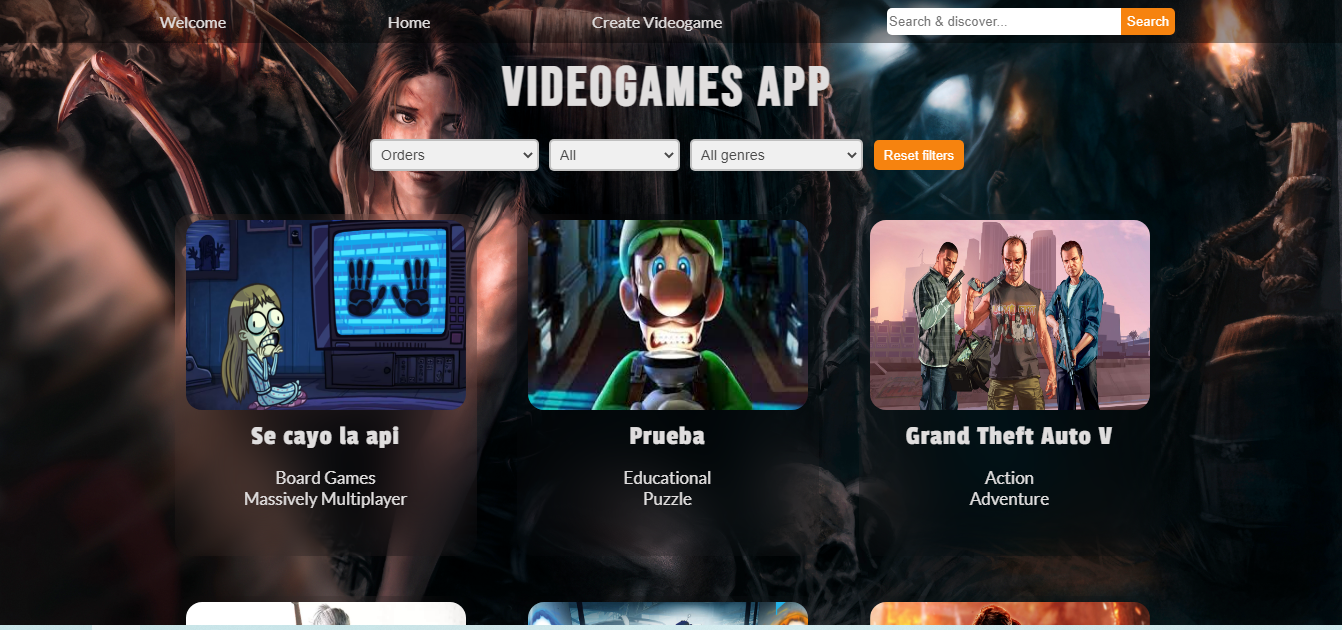 Welcome
Home
Create Videogame
Search & discover...
Search
VIDEOGAMES APP
Orders
All
All genres
Reset filters
Se cayo la api
Prueba
Grand Theft Auto V
Board Games
Massively Multiplayer
Educational
Puzzle
Action
Adventure